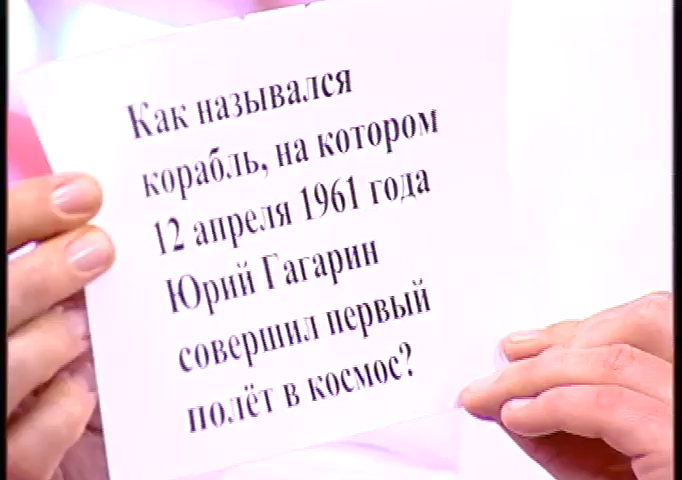 Как назывался
корабль, на котором
12 апреля 1961 года
Юрий Гагарин
совершил первый
полёт в космос?